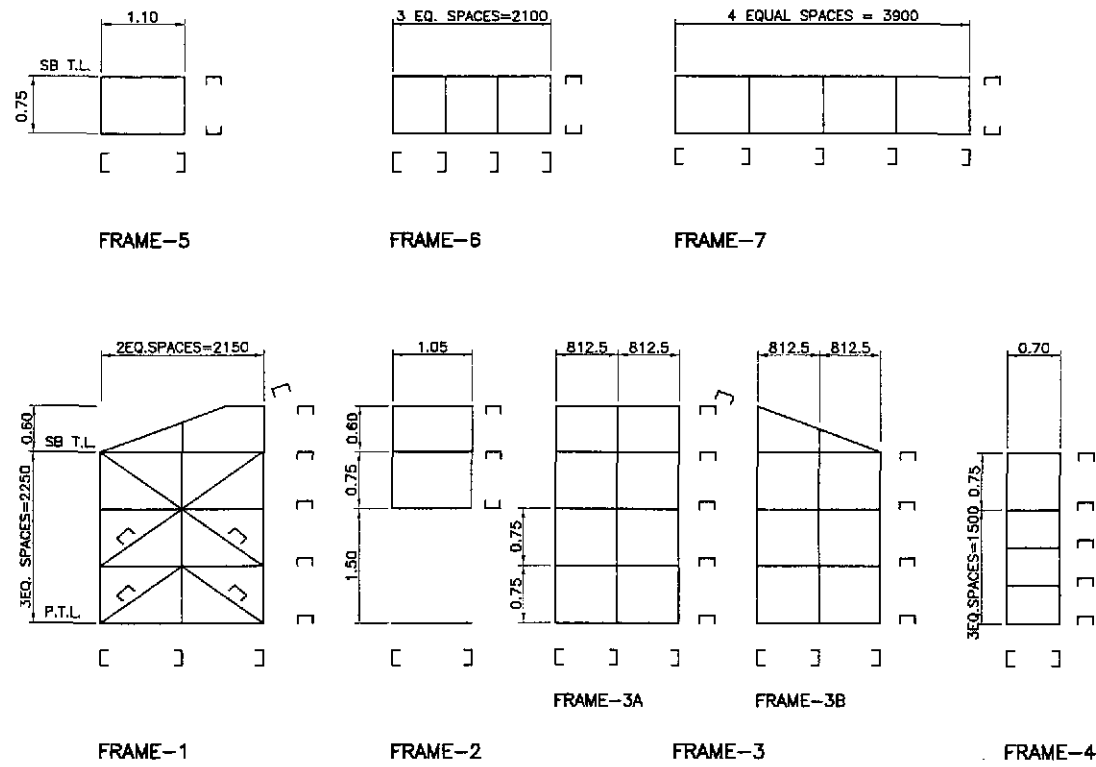 1.10
3 EQ. SPACES=2100
4 EQUAL SPACES = 3900
SB T.L.
0.75
FRAME-5
FRAME-6
FRAME-7
2EQ.SPACES=2150
1.05
812.5
812.5
812.5
812.5
0.70
0.60
SB T.L.
3EQ. SPACES=2250
P.T.L.
0.60
0.75
1.50
0.75
0.75
0.75
3EQ.SPACES=1500
FRAME-3A
FRAME-3B
FRAME-1
FRAME-2
FRAME-3
FRAME-4